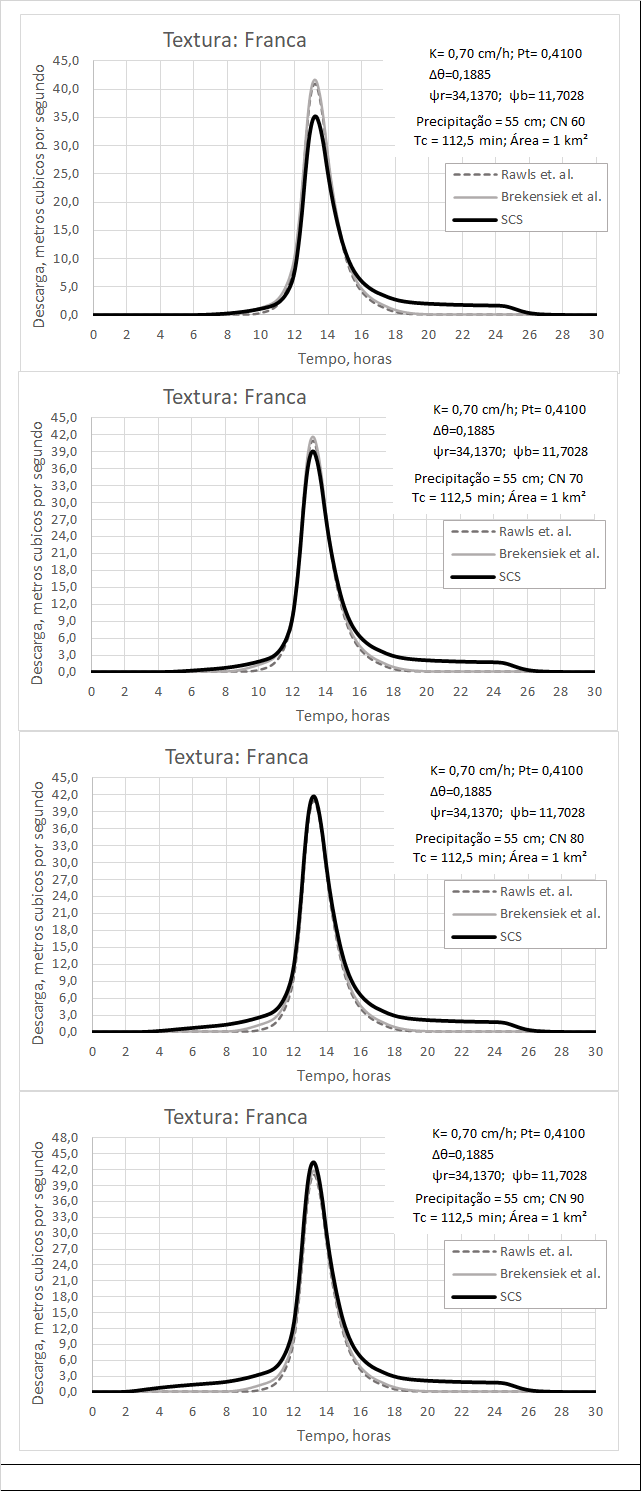 Textura: Franca
K= 0,70 cm/h; Pt= 0,4100
Δθ=0,1885
ψr=34,1370;  ψb= 11,7028
Precipitação = 55 cm; CN 60
Tc = 112,5 min; Área = 1 km²
Rawls et. al.
Brekensiek et al.
SCS
Descarga, metros cubicos por segundo
45,0
40,0
35,0
30,0
25,0
20,0
15,0
10,0
5,0
0,0
0 2 4 6 8 10 12 14 16 18 20 22 24 26 28 30
Tempo, horas
Textura: Franca
K= 0,70 cm/h; Pt= 0,4100
Δθ=0,1885
ψr=34,1370;  ψb= 11,7028
Precipitação = 55 cm; CN 70
Tc = 112,5 min; Área = 1 km²
Rawls et. al.
Brekensiek et al.
SCS
Descarga, metros cubicos por segundo
45,0
42,0
39,0
36,0
33,0
30,0
27,0
24,0
21,0
18,0
15,0
12,0
9,0
6,0
3,0
0,0
0 2 4 6 8 10 12 14 16 18 20 22 24 26 28 30
Tempo, horas
Textura: Franca
K= 0,70 cm/h; Pt= 0,4100
Δθ=0,1885
ψr=34,1370;  ψb= 11,7028
Precipitação = 55 cm; CN 80
Tc = 112,5 min; Área = 1 km²
Rawls et. al.
Brekensiek et al.
SCS
Descarga, metros cubicos por segundo
45,0
42,0
39,0
36,0
33,0
30,0
27,0
24,0
21,0
18,0
15,0
12,0
9,0
6,0
3,0
0,0
0 2 4 6 8 10 12 14 16 18 20 22 24 26 28 30
Tempo, horas
Textura: Franca
K= 0,70 cm/h; Pt= 0,4100
Δθ=0,1885
ψr=34,1370;  ψb= 11,7028
Precipitação = 55 cm; CN 90
Tc = 112,5 min; Área = 1 km²
Rawls et. al.
Brekensiek et al.
SCS
Descarga, metros cubicos por segundo
48,0
45,0
42,0
39,0
36,0
33,0
30,0
27,0
24,0
21,0
18,0
15,0
12,0
9,0
6,0
3,0
0,0
0 2 4 6 8 10 12 14 16 18 20 22 24 26 28 30
Tempo, horas